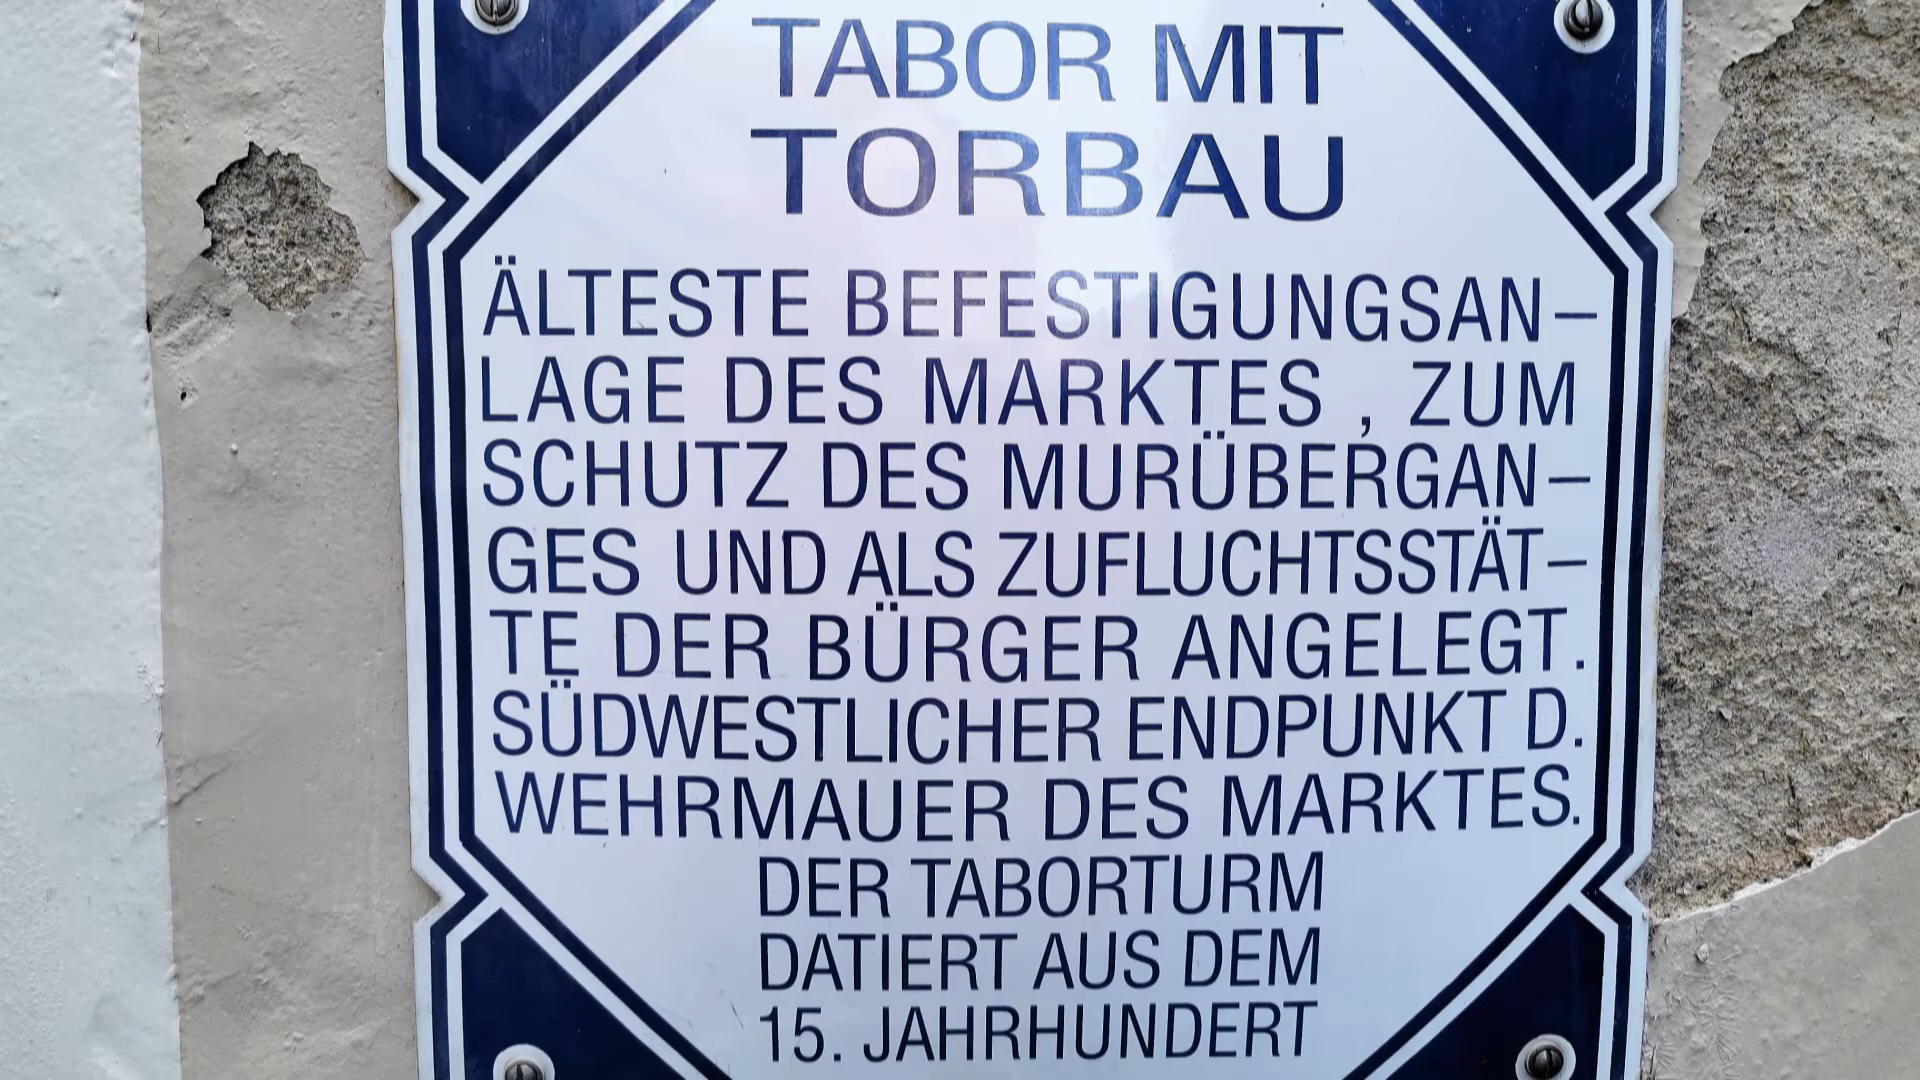 TABOR MIT
TORBAU
ÄLTESTE BEFESTIGUNGSAN-
LAGE DES MARKTES , ZUM
SCHUTZ DES MURÜBERGAN-
GES UND ALS ZUFLUCHTSSTÄT-
TE DER BÜRGER ANGELEGT.
SÜDWESTLICHER ENDPUNKT D.
WEHRMAUER DES MARKTES.
DER TABORTURM
DATIERT AUS DEM
15. JAHRHUNDERT